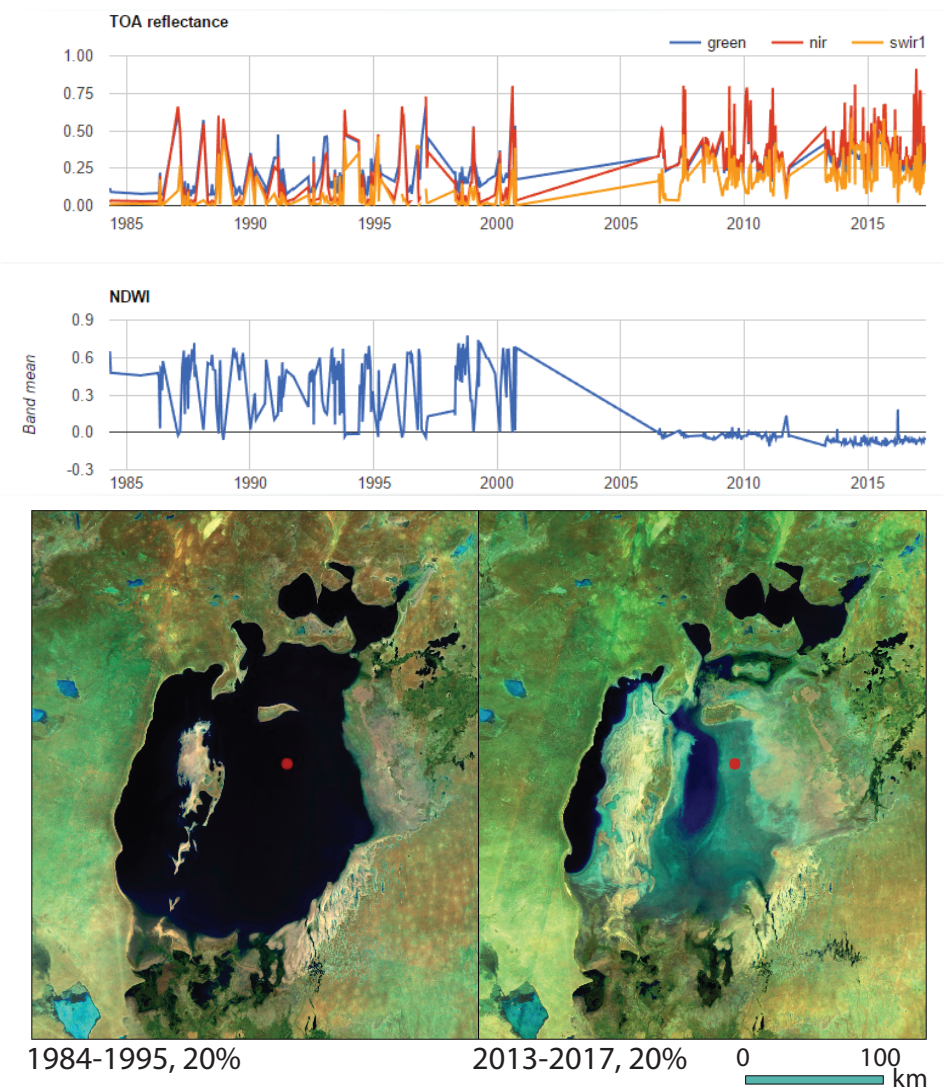 TOA reflectance
green nir swir1
1.00
0.75
0.50
0.25
0.00
1985 1990 1995 2000 2005 2010 2015
NDWI
Band mean
0.9
0.6
0.3
0.0
-0.3
1985 1990 1995 2000 2005 2010 2015
1984-1995, 20% 2013-2017, 20% 0 100
km